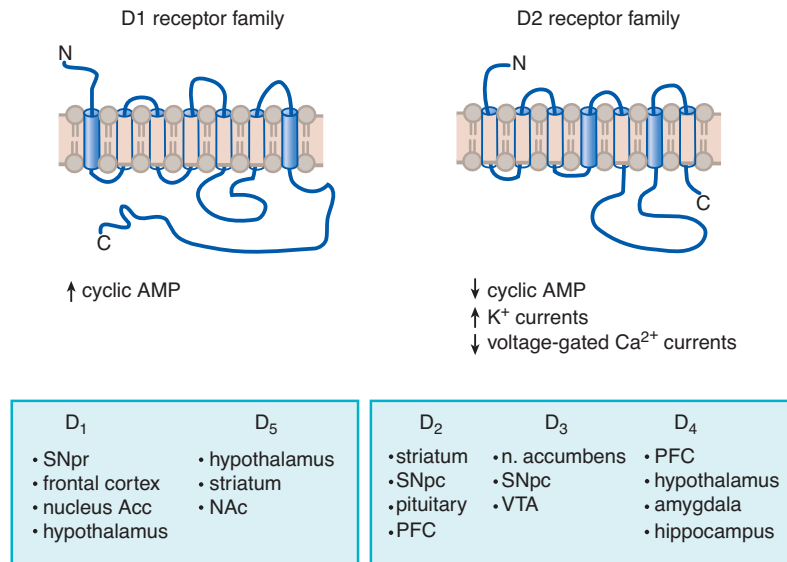 D1 receptor family
N
C
↑ cyclic AMP
D2 receptor family
N
C
↓ cyclic AMP
↑ K⁺ currents
↓ voltage-gated Ca²⁺ currents
D₁
• SNpr
• frontal cortex
• nucleus Acc
• hypothalamus
D₅
• hypothalamus
• striatum
• NAc
D₂
• striatum
• SNpc
• pituitary
• PFC
D₃
• n. accumbens
• SNpc
• VTA
D₄
• PFC
• hypothalamus
• amygdala
• hippocampus